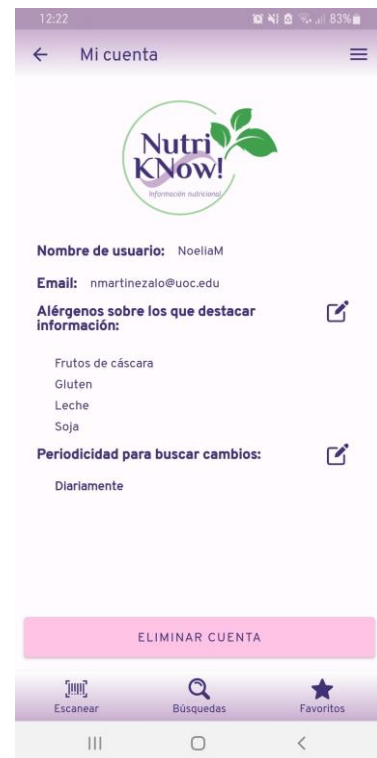 12:22
83%
Mi cuenta
Nutri
KNow!
Información nutricional
Nombre de usuario: NoeliaM
Email: nmartinezalo@uoc.edu
Alérgenos sobre los que destacar
información:
Frutos de cáscara
Gluten
Leche
Soja
Periodicidad para buscar cambios:
Diariamente
ELIMINAR CUENTA
Escanear Búsquedas Favoritos